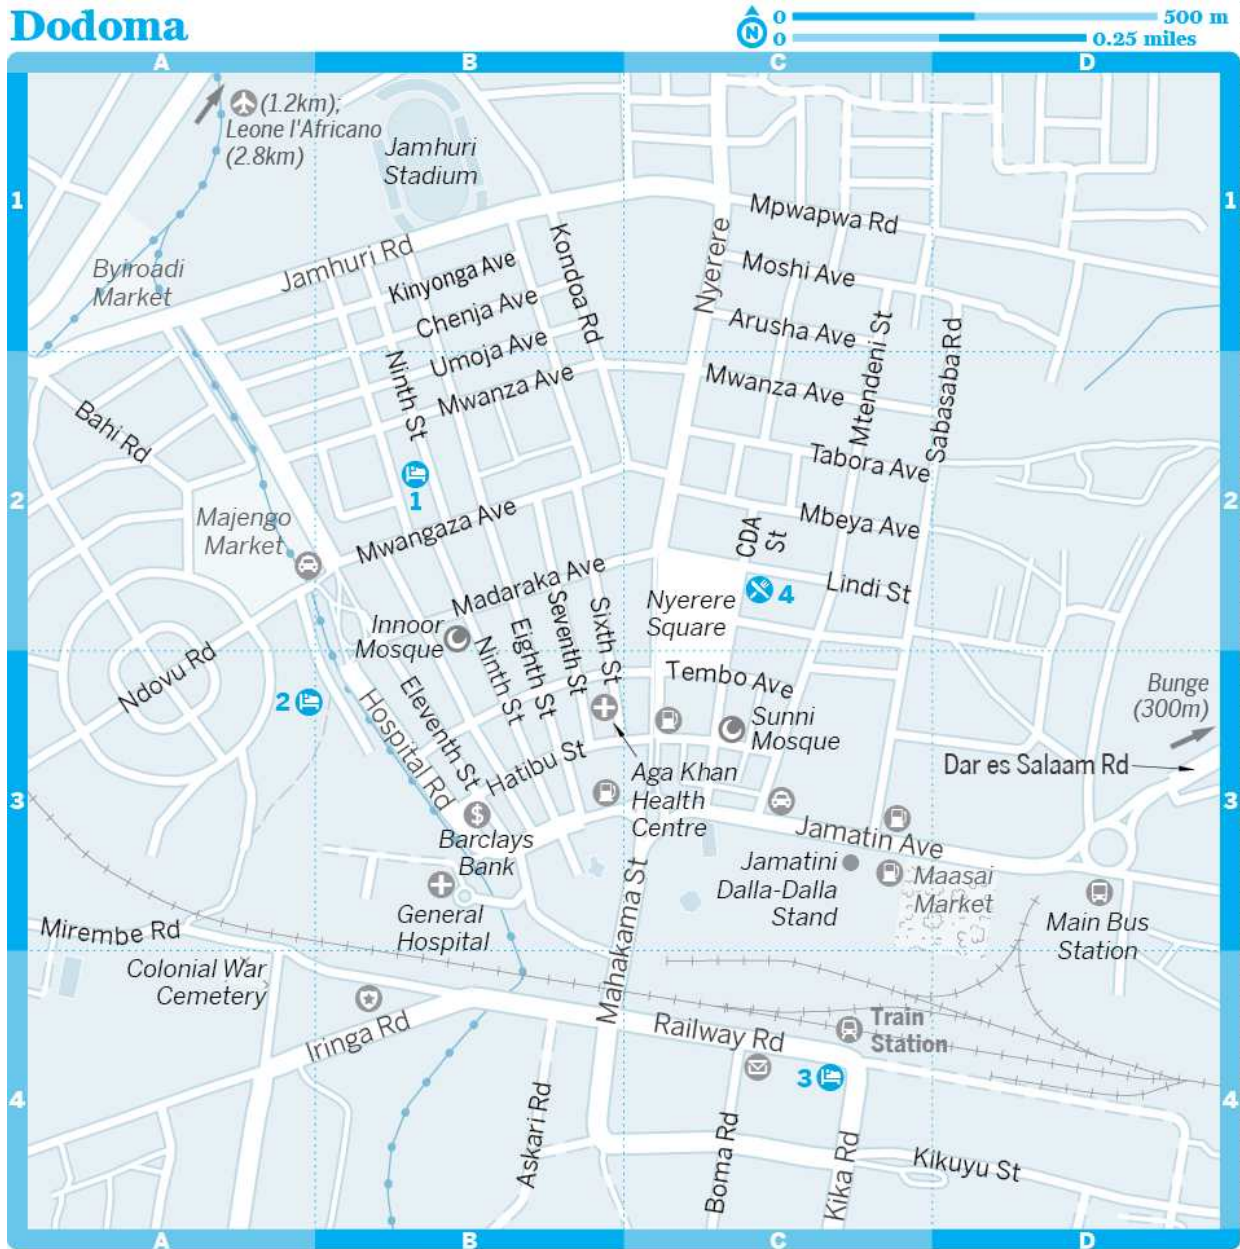 Dodoma
N
0
500 m
0
0.25 miles
A
B
C
D
1
1
(1.2km);
Leone l'Africano
(2.8km)
Jamhuri
Stadium
Mpwapwa Rd
Jamhuri Rd
Kinyonga Ave
Kondoa Rd
Nyerere
Moshi Ave
Byiroadi
Market
Chenja Ave
Arusha Ave
Mtendeni St
Sabasaba Rd
Umoja Ave
Ninth St
Mwanza Ave
Mwanza Ave
Bahi Rd
Tabora Ave
1
2
2
Majengo
Market
Mwangaza Ave
CDA
St
Mbeya Ave
Madaraka Ave
4
Lindi St
Nyerere
Square
Innoor
Mosque
Ninth St
Eighth St
Seventh St
Sixth St
Ndovu Rd
Tembo Ave
2
Hospital Rd
Eleventh St
Sunni
Mosque
Bunge
(300m)
Hatibu St
Dar es Salaam Rd
Aga Khan
Health
Centre
3
3
$
Barclays
Bank
Jamatin Ave
Jamatini
Dalla-Dalla
Stand
Maasai
Market
General
Hospital
Main Bus
Station
Mirembe Rd
Mahakama St
Colonial War
Cemetery
Iringa Rd
Railway Rd
Train
Station
3
4
4
Askari Rd
Boma Rd
Kika Rd
Kikuyu St
A
B
C
D